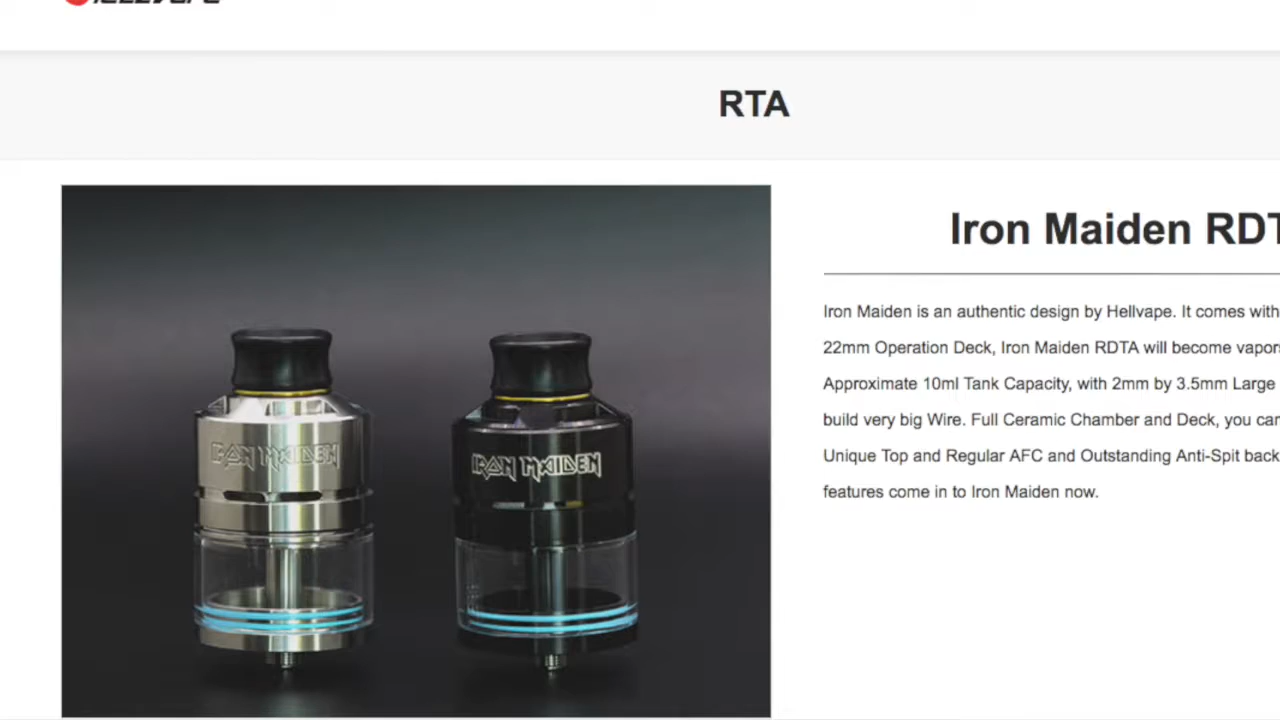 RTA
Iron Maiden RDT
Iron Maiden is an authentic design by Hellvape. It comes with
22mm Operation Deck, Iron Maiden RDTA will become vapors
Approximate 10ml Tank Capacity, with 2mm by 3.5mm Large
build very big Wire. Full Ceramic Chamber and Deck, you can
Unique Top and Regular AFC and Outstanding Anti-Spit back
features come in to Iron Maiden now.
IRON MAIDEN
IRON MAIDEN